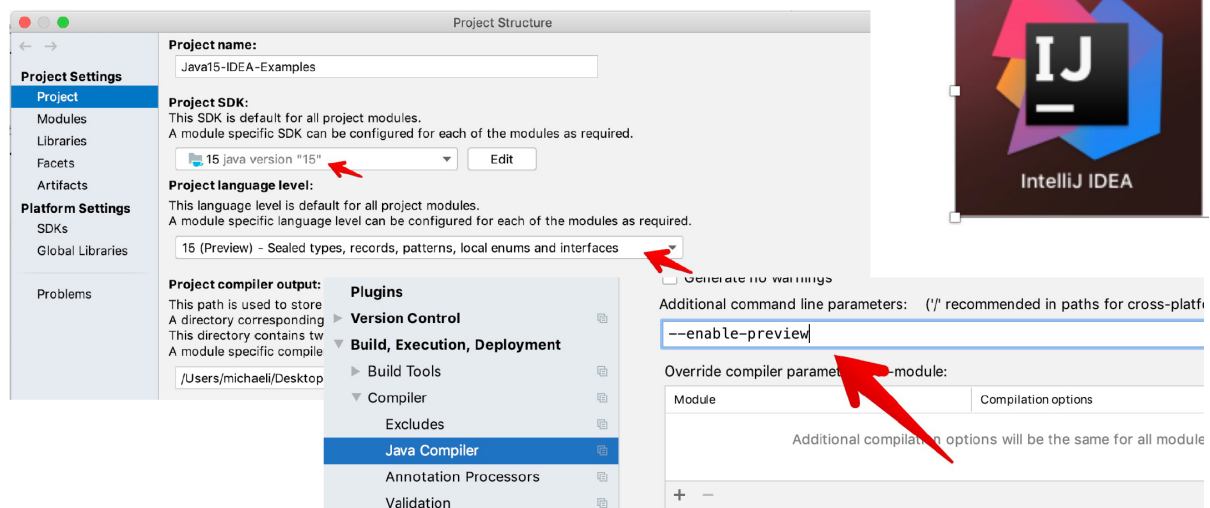 Project Structure
Project Settings
Project
Modules
Libraries
Facets
Artifacts
Platform Settings
SDKs
Global Libraries
Problems
Project name:
Java15-IDEA-Examples
Project SDK:
This SDK is default for all project modules.
A module specific SDK can be configured for each of the modules as required.
15 java version "15"
Edit
Project language level:
This language level is default for all project modules.
A module specific language level can be configured for each of the modules as required.
15 (Preview) - Sealed types, records, patterns, local enums and interfaces
Project compiler output:
This path is used to store
A directory corresponding
This directory contains tw
A module specific compile
/Users/michaeli/Desktop
IJ
IntelliJ IDEA
Plugins
Version Control
Build, Execution, Deployment
Build Tools
Compiler
Excludes
Java Compiler
Annotation Processors
Validation
Generate no warnings
Additional command line parameters: ('/' recommended in paths for cross-platf
--enable-preview
Override compiler parame -module:
Module
Compilation options
Additional compilation options will be the same for all module